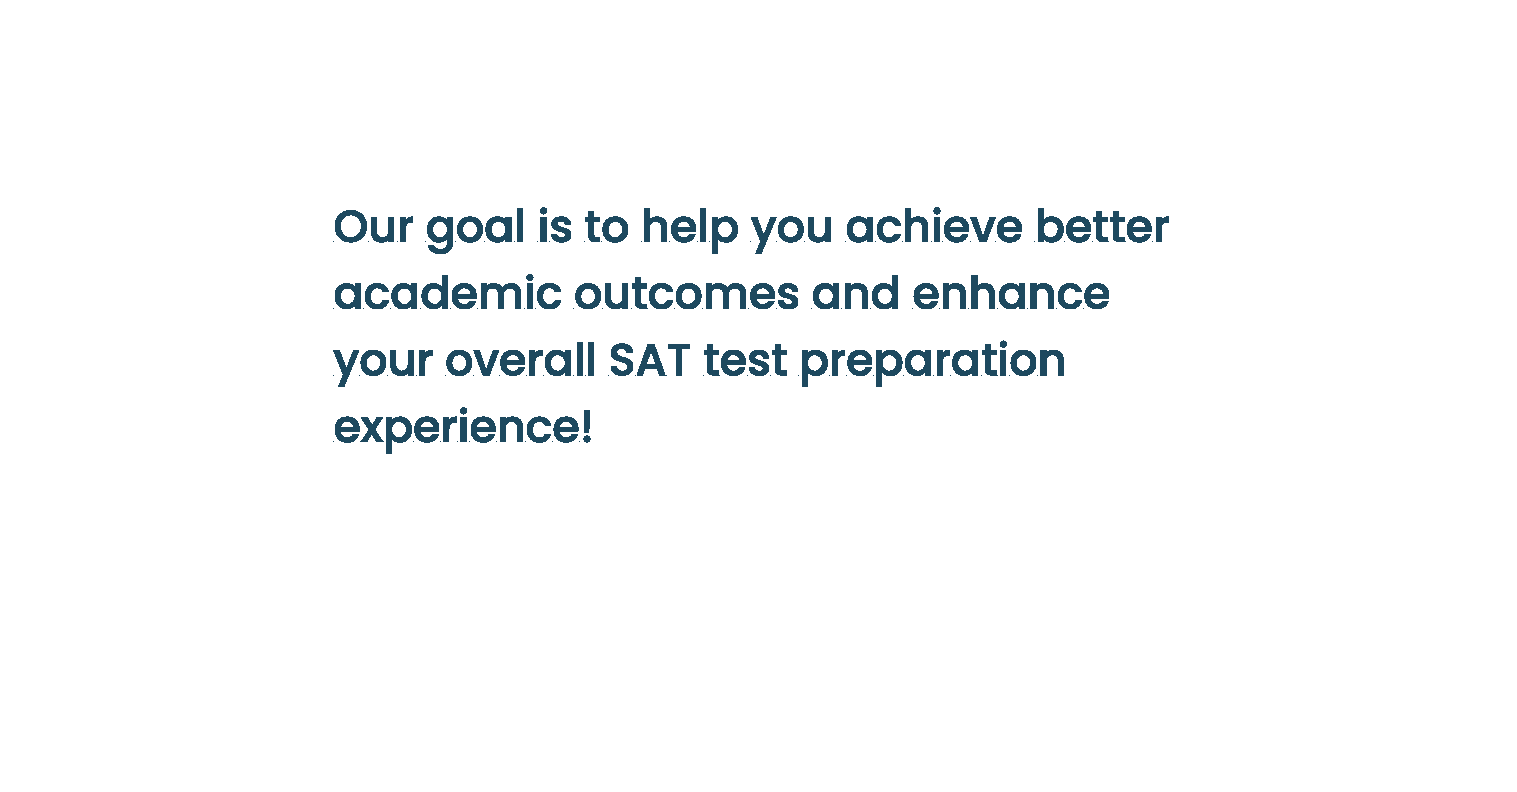 Our goal is to help you achieve better
academic outcomes and enhance
your overall SAT test preparation
experience!